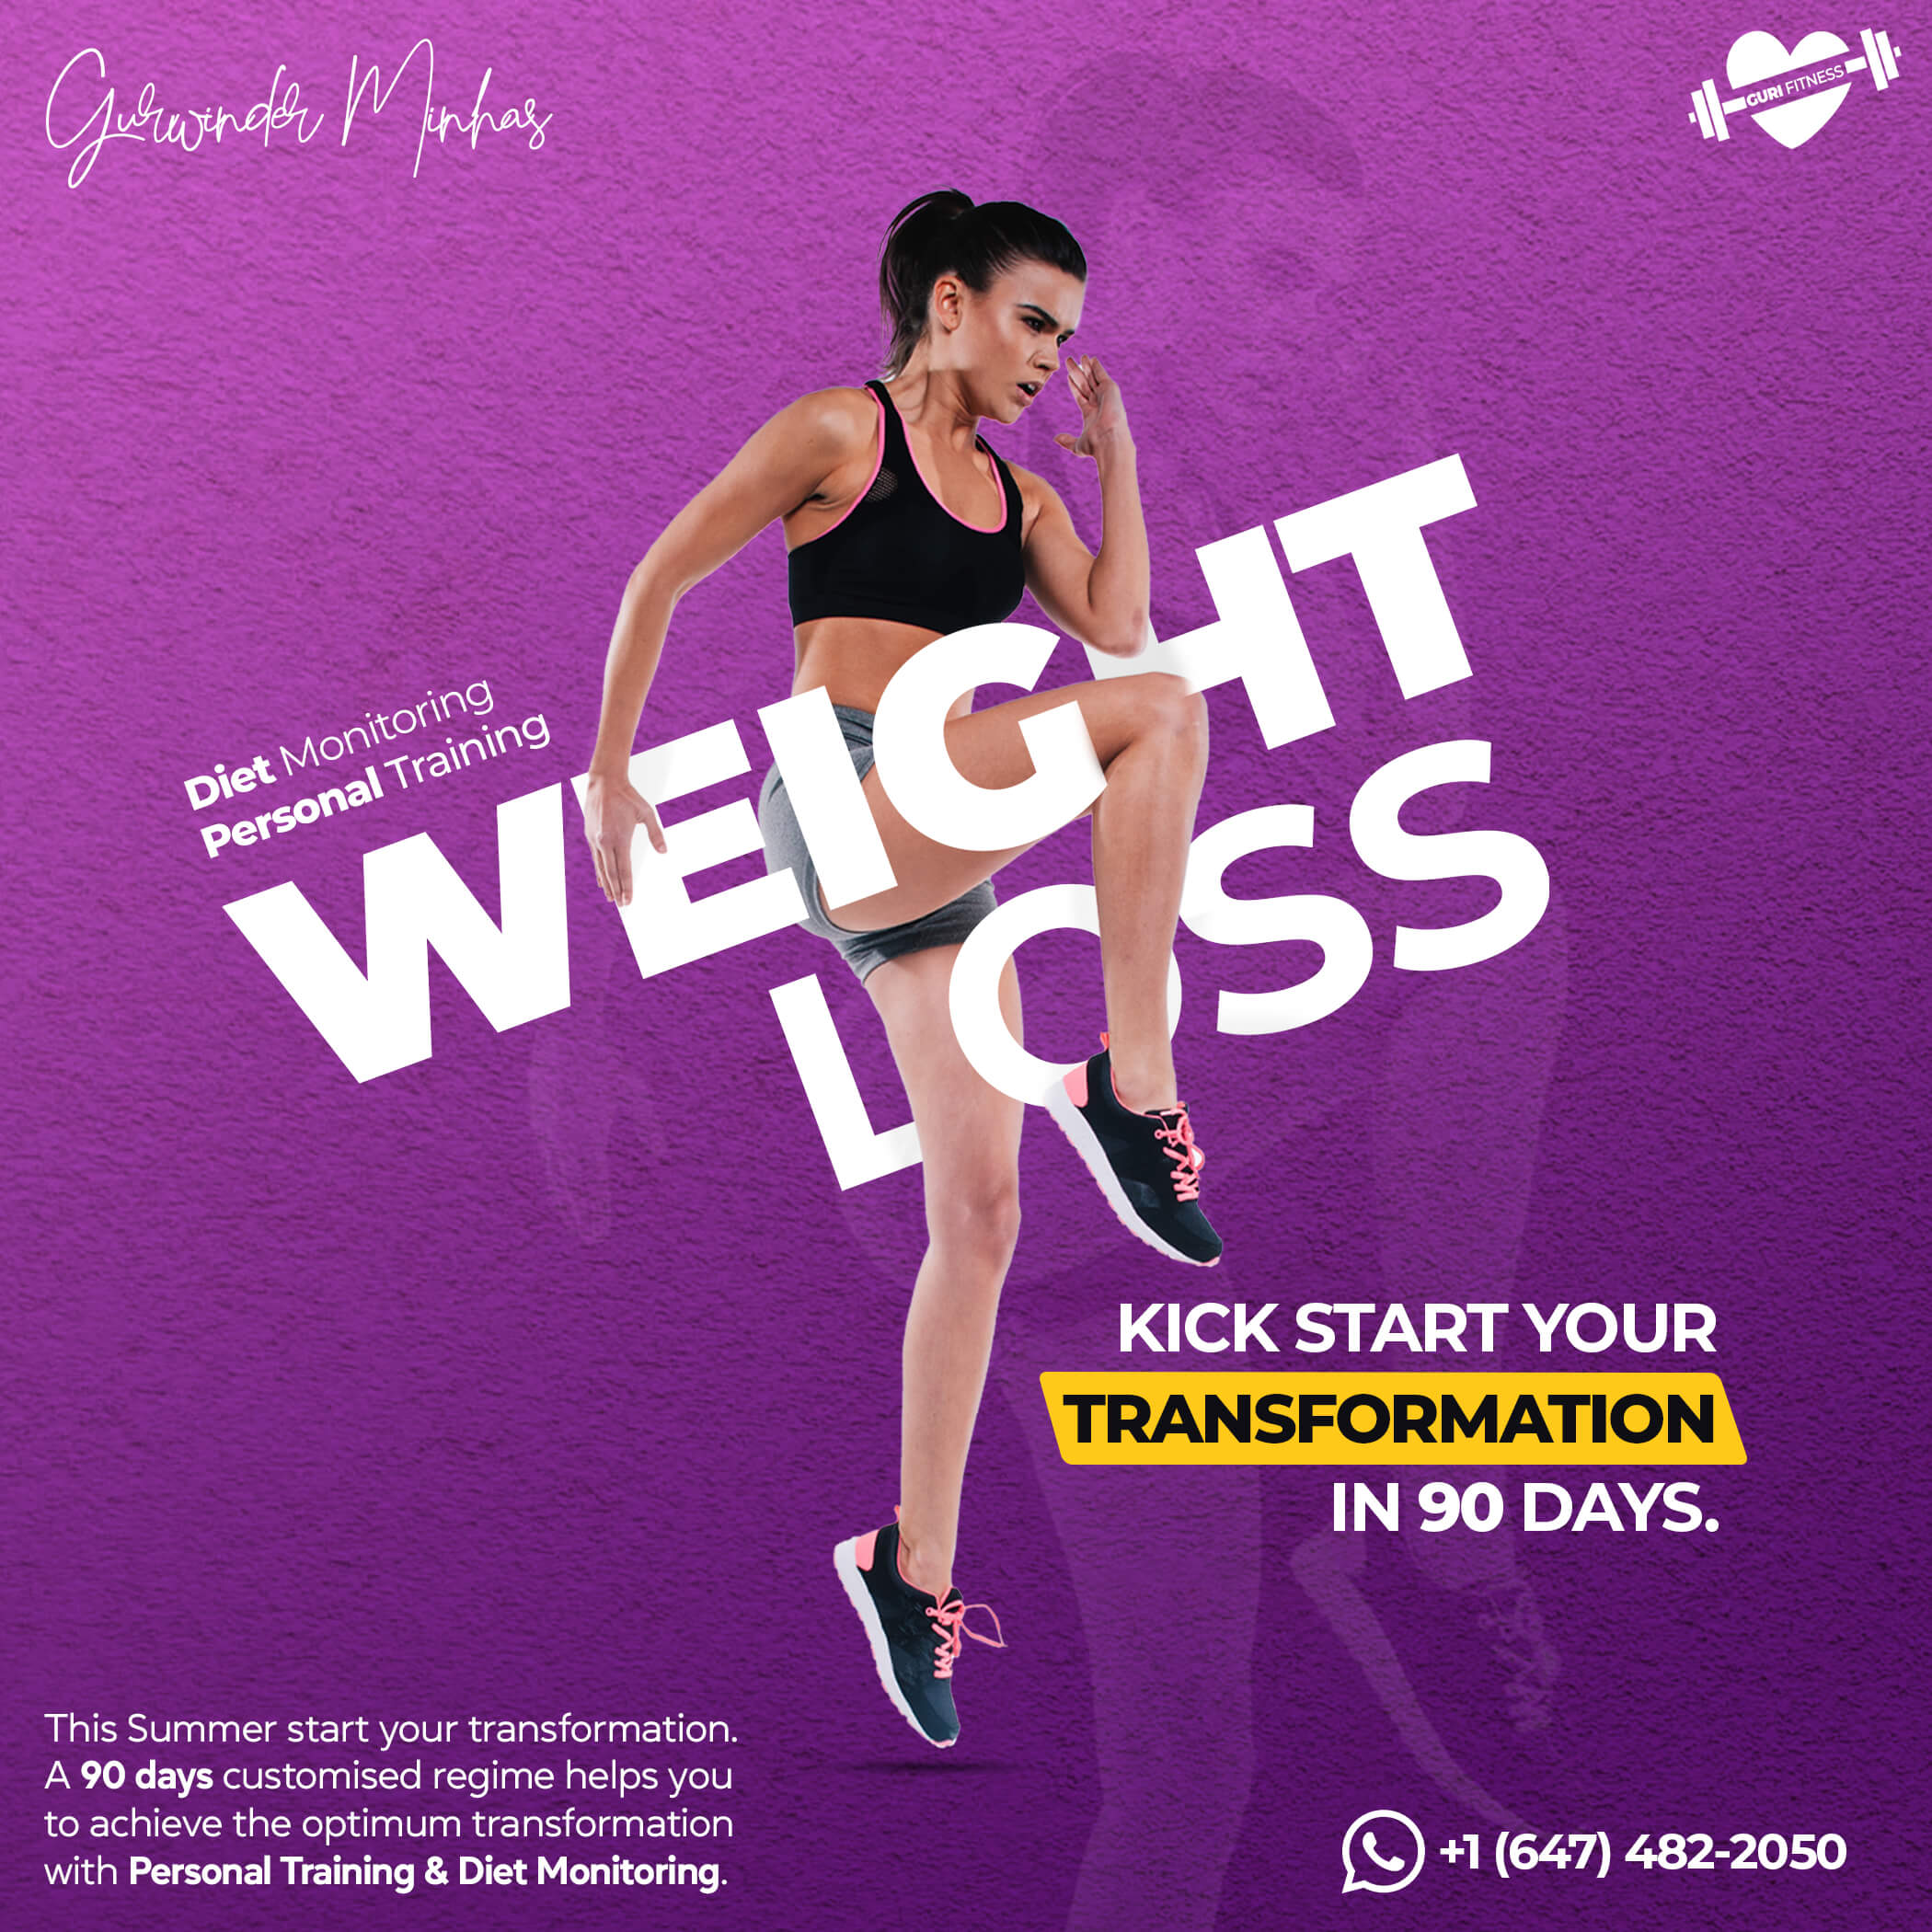 Gurwinder Minhas
GURI FITNESS
Diet Monitoring
Personal Training
WEIGHT
LOSS
KICK START YOUR
TRANSFORMATION
IN 90 DAYS.
This Summer start your transformation.
A 90 days customised regime helps you
to achieve the optimum transformation
with Personal Training & Diet Monitoring.
+1 (647) 482-2050